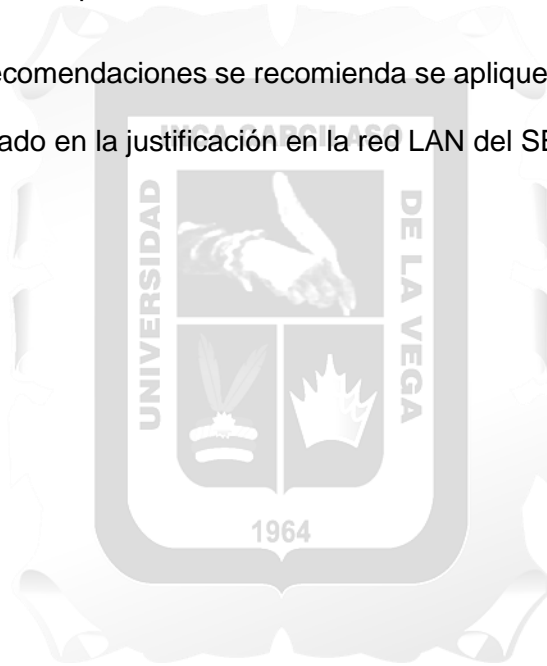 ecomendaciones se recomienda se aplique
ado en la justificación en la red LAN del SE
INCA GARCILASO
UNIVERSIDAD
DE LA VEGA
1964